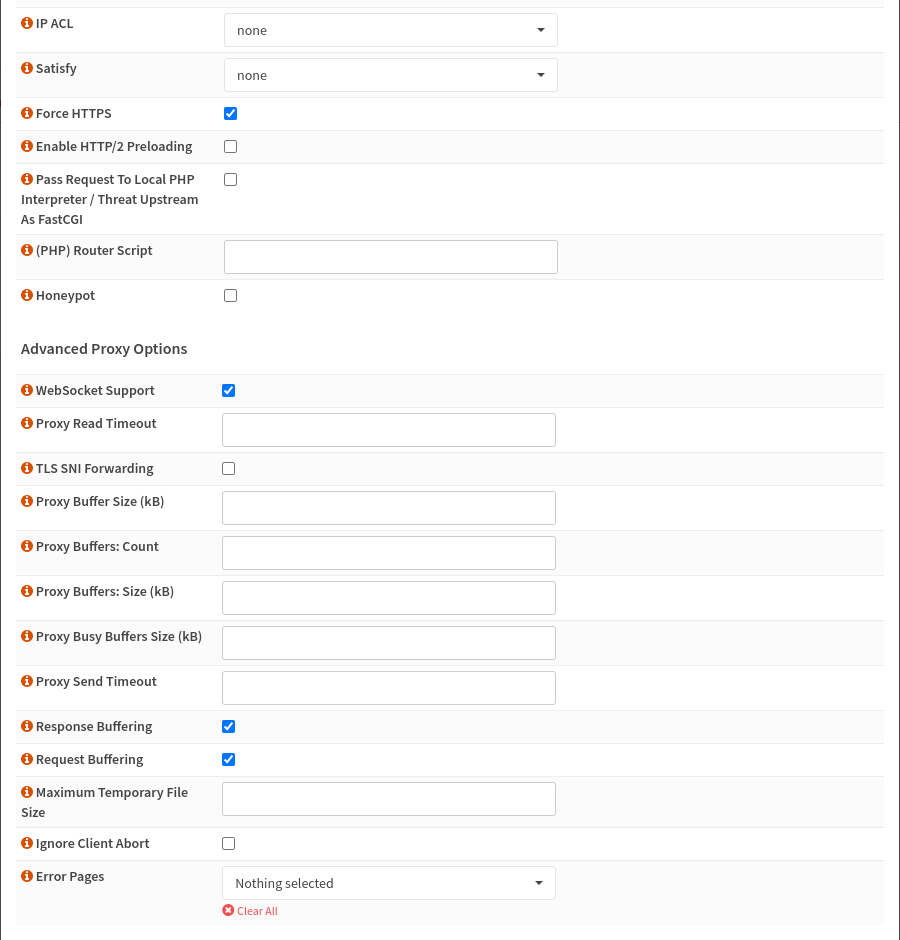 IP ACL
none
Satisfy
none
Force HTTPS
Enable HTTP/2 Preloading
Pass Request To Local PHP
Interpreter / Threat Upstream
As FastCGI
(PHP) Router Script
Honeypot
Advanced Proxy Options
WebSocket Support
Proxy Read Timeout
TLS SNI Forwarding
Proxy Buffer Size (kB)
Proxy Buffers: Count
Proxy Buffers: Size (kB)
Proxy Busy Buffers Size (kB)
Proxy Send Timeout
Response Buffering
Request Buffering
Maximum Temporary File
Size
Ignore Client Abort
Error Pages
Nothing selected
Clear All